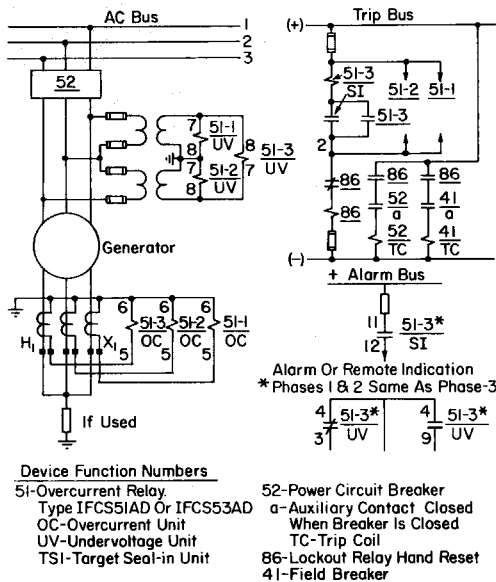 AC Bus
1
2
3
52
7
51-1
UV
8
7
51-2
UV
8
8
7
51-3
UV
Generator
6
6
6
51-3
OC
51-2
OC
51-1
OC
5
5
5
H1
X1
If Used
Trip Bus
(+)
51-3
SI
51-2
51-1
51-3
2
86
86
86
86
52
a
41
a
52
TC
41
TC
(-)
+ Alarm Bus
11
51-3*
SI
12
Alarm Or Remote Indication
*Phases 1 & 2 Same As Phase-3
4
51-3*
UV
3
4
51-3*
UV
9
Device Function Numbers
51-Overcurrent Relay.
Type IFCS51AD Or IFCS53AD
OC-Overcurrent Unit
UV-Undervoltage Unit
TSI-Target Seal-in Unit
52-Power Circuit Breaker
a-Auxiliary Contact Closed
When Breaker Is Closed
TC-Trip Coil
86-Lockout Relay Hand Reset
41-Field Breaker